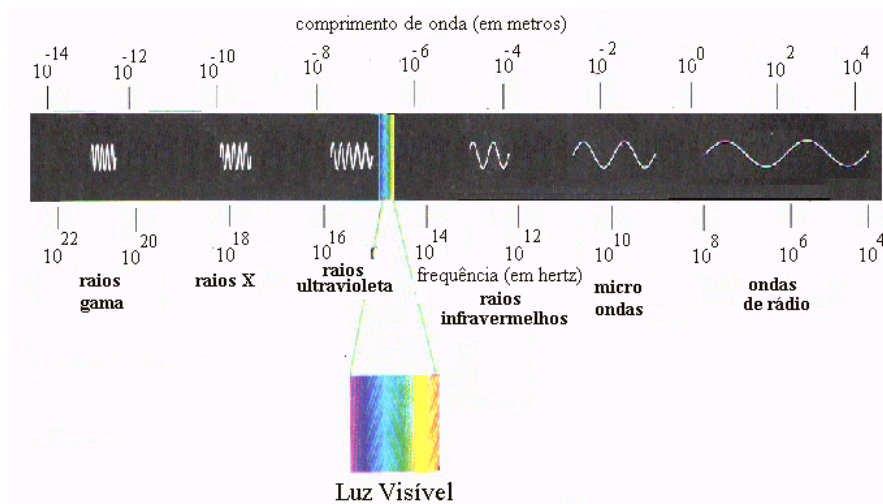 comprimento de onda (em metros)
10^-14 10^-12 10^-10 10^-8 10^-6 10^-4 10^-2 10^0 10^2 10^4
10^22 10^20 10^18 10^16 10^14 10^12 10^10 10^8 10^6 10^4
frequência (em hertz)
raios
gama
raios X
raios
ultravioleta
raios
infravermelhos
micro
ondas
ondas
de rádio
Luz Visível